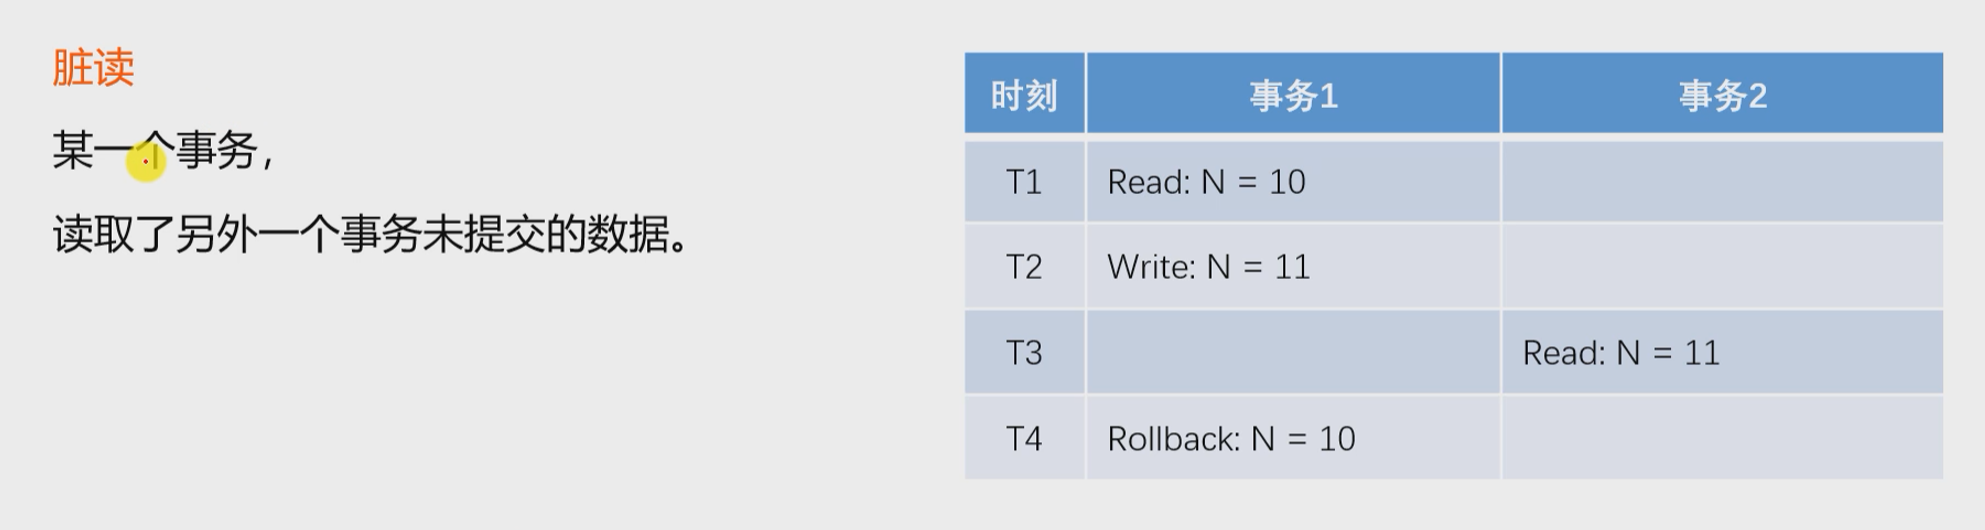 脏读
某一个事务，
读取了另外一个事务未提交的数据。
时刻 事务1 事务2
T1 Read: N = 10
T2 Write: N = 11
T3 Read: N = 11
T4 Rollback: N = 10